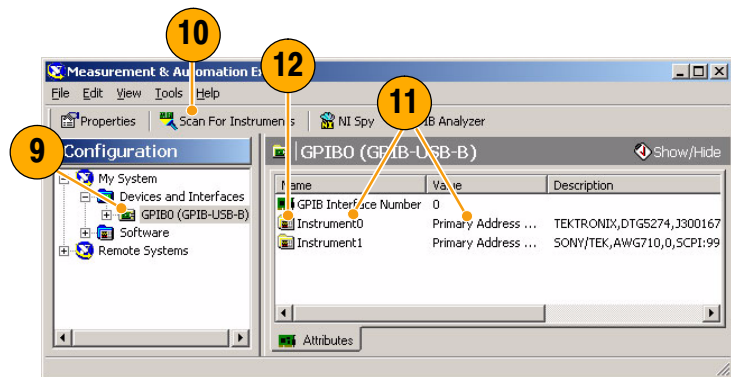 10
12
Measurement & Automation E
File Edit View Tools Help
11
Properties Scan For Instruments NI Spy IB Analyzer
9
Configuration
GPIB0 (GPIB-USB-B)
Show/Hide
My System
Devices and Interfaces
GPIB0 (GPIB-USB-B)
Software
Remote Systems
Name Value Description
GPIB Interface Number 0
Instrument0 Primary Address ... TEKTRONIX,DTG5274,J300167
Instrument1 Primary Address ... SONY/TEK,AWG710,0,SCPI:99
Attributes